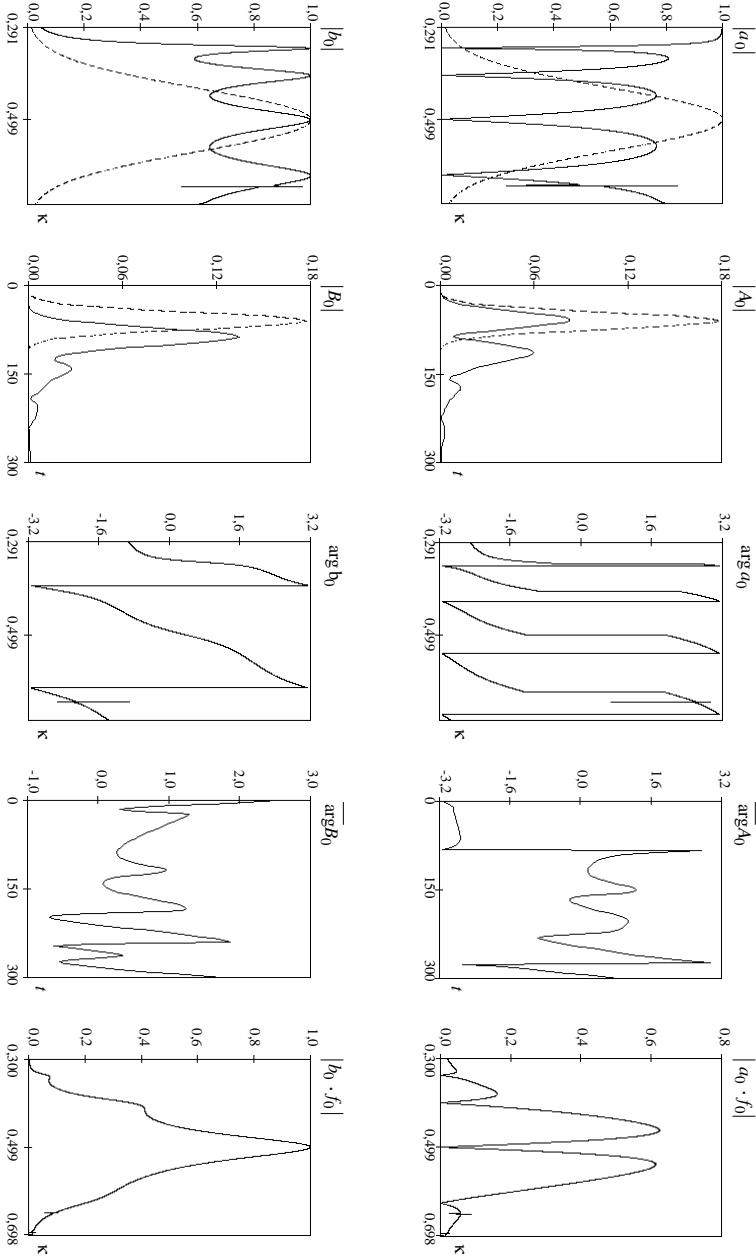 |a₀|
1,0
0,8
0,6
0,4
0,2
0,0
0,291 0,499 κ
|A₀|
0,18
0,12
0,06
0,00
0 150 300 t
arg a₀
3,2
1,6
0,0
-1,6
-3,2
0,291 0,499 κ
argA₀
3,2
1,6
0,0
-1,6
-3,2
0 150 300 t
|a₀ · f₀|
0,8
0,6
0,4
0,2
0,0
0,300 0,499 0,698 κ
|b₀|
1,0
0,8
0,6
0,4
0,2
0,0
0,291 0,499 κ
|B₀|
0,18
0,12
0,06
0,00
0 150 300 t
arg b₀
3,2
1,6
0,0
-1,6
-3,2
0,291 0,499 κ
argB₀
3,0
2,0
1,0
0,0
-1,0
0 150 300 t
|b₀ · f₀|
1,0
0,8
0,6
0,4
0,2
0,0
0,300 0,499 0,698 κ